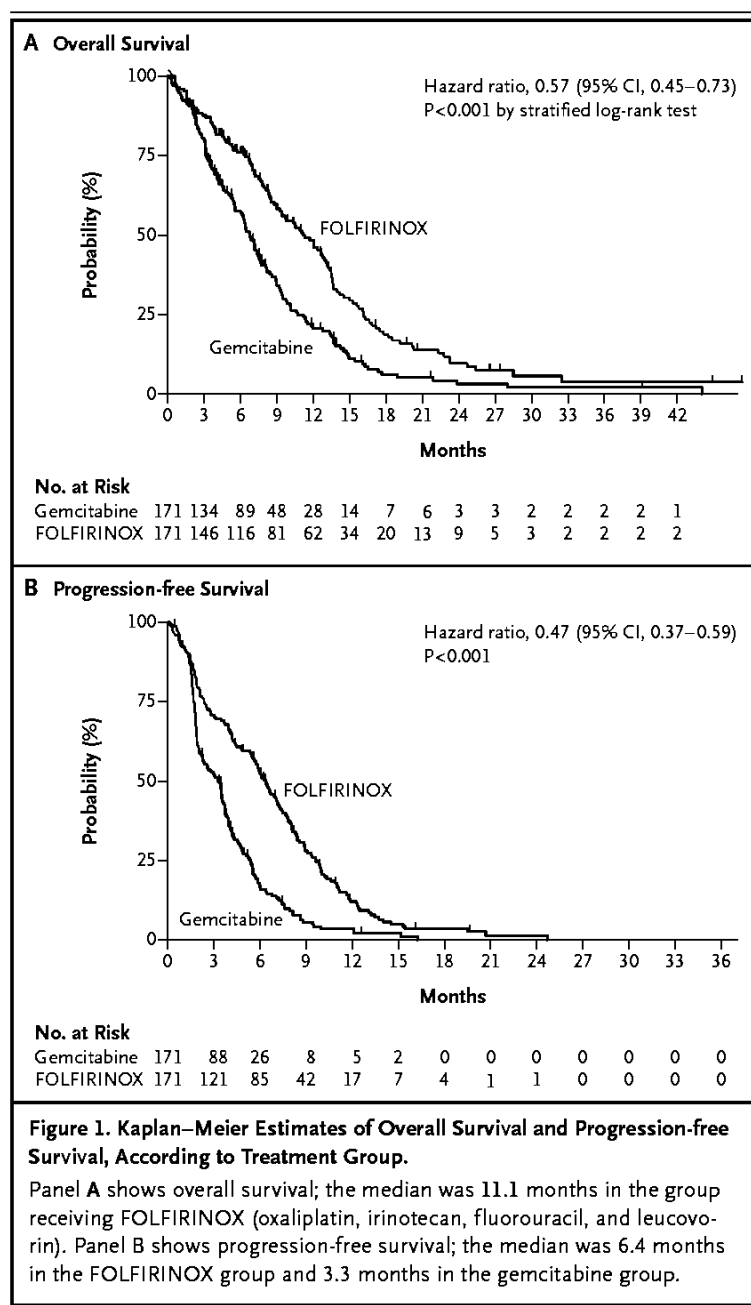 A Overall Survival
100
75
50
25
0
Probability (%)
Hazard ratio, 0.57 (95% CI, 0.45–0.73)
P<0.001 by stratified log-rank test
FOLFIRINOX
Gemcitabine
0 3 6 9 12 15 18 21 24 27 30 33 36 39 42
Months
No. at Risk
Gemcitabine 171 134 89 48 28 14 7 6 3 3 2 2 2 2 1
FOLFIRINOX 171 146 116 81 62 34 20 13 9 5 3 2 2 2 2
B Progression-free Survival
100
75
50
25
0
Probability (%)
Hazard ratio, 0.47 (95% CI, 0.37–0.59)
P<0.001
FOLFIRINOX
Gemcitabine
0 3 6 9 12 15 18 21 24 27 30 33 36
Months
No. at Risk
Gemcitabine 171 88 26 8 5 2 0 0 0 0 0 0 0
FOLFIRINOX 171 121 85 42 17 7 4 1 1 0 0 0 0
Figure 1. Kaplan–Meier Estimates of Overall Survival and Progression-free
Survival, According to Treatment Group.
Panel A shows overall survival; the median was 11.1 months in the group
receiving FOLFIRINOX (oxaliplatin, irinotecan, fluorouracil, and leucovo-
rin). Panel B shows progression-free survival; the median was 6.4 months
in the FOLFIRINOX group and 3.3 months in the gemcitabine group.